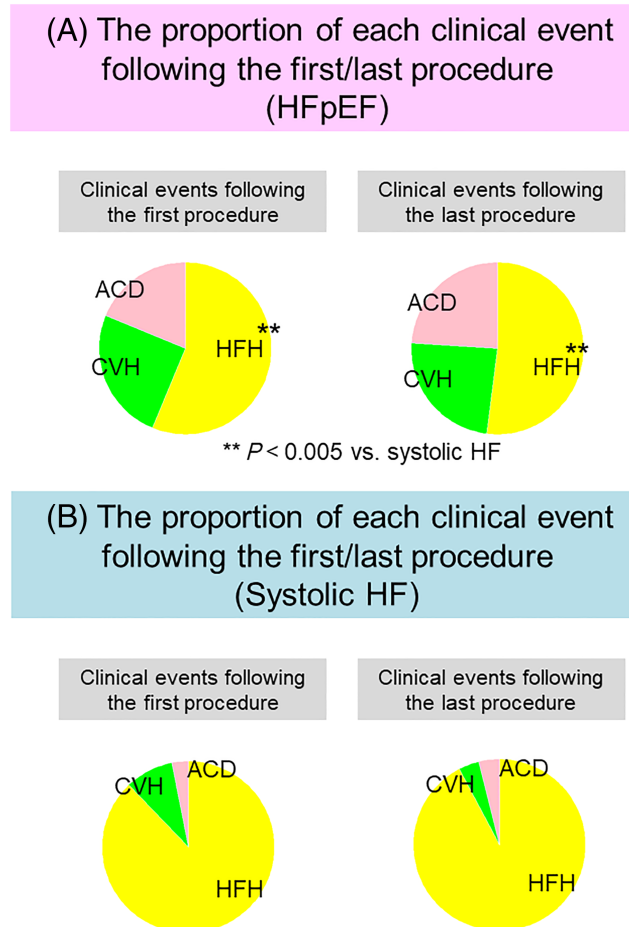 (A) The proportion of each clinical event
following the first/last procedure
(HFpEF)
Clinical events following
the first procedure
Clinical events following
the last procedure
ACD
CVH
HFH
**
ACD
CVH
HFH
**
** P < 0.005 vs. systolic HF
(B) The proportion of each clinical event
following the first/last procedure
(Systolic HF)
Clinical events following
the first procedure
Clinical events following
the last procedure
CVH
ACD
HFH
CVH
ACD
HFH